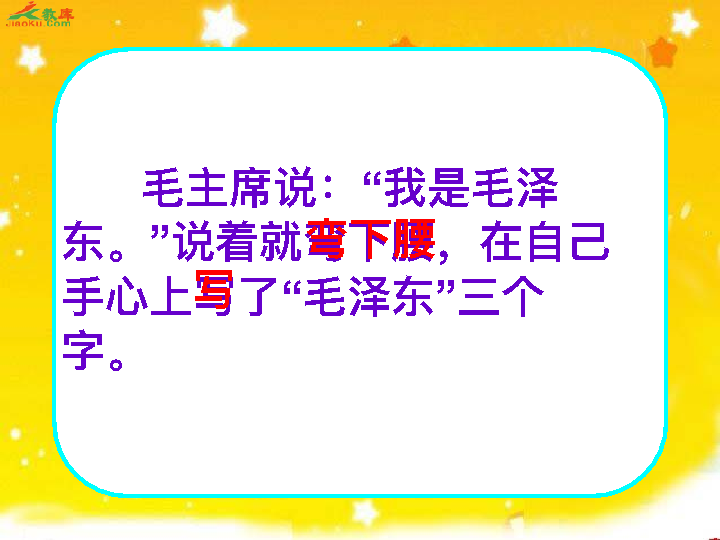 教库
Jiaoku.com
毛主席说：“我是毛泽
东。”说着就弯下腰，在自己
手心上写了“毛泽东”三个
字。